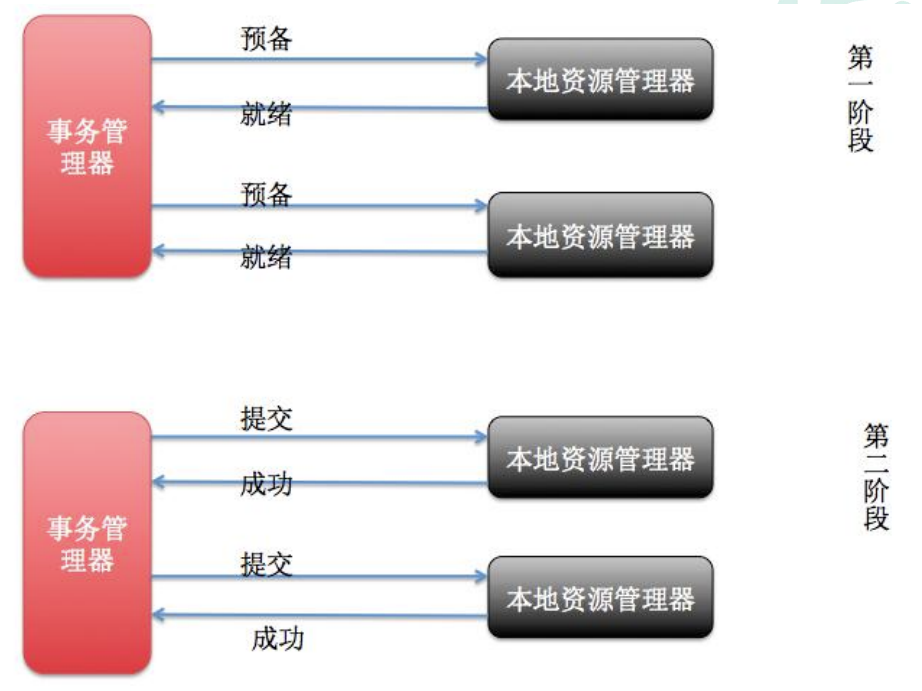 预备
本地资源管理器
就绪
事务管
理器
预备
本地资源管理器
就绪
第一阶段
提交
本地资源管理器
成功
事务管
理器
提交
本地资源管理器
成功
第二阶段